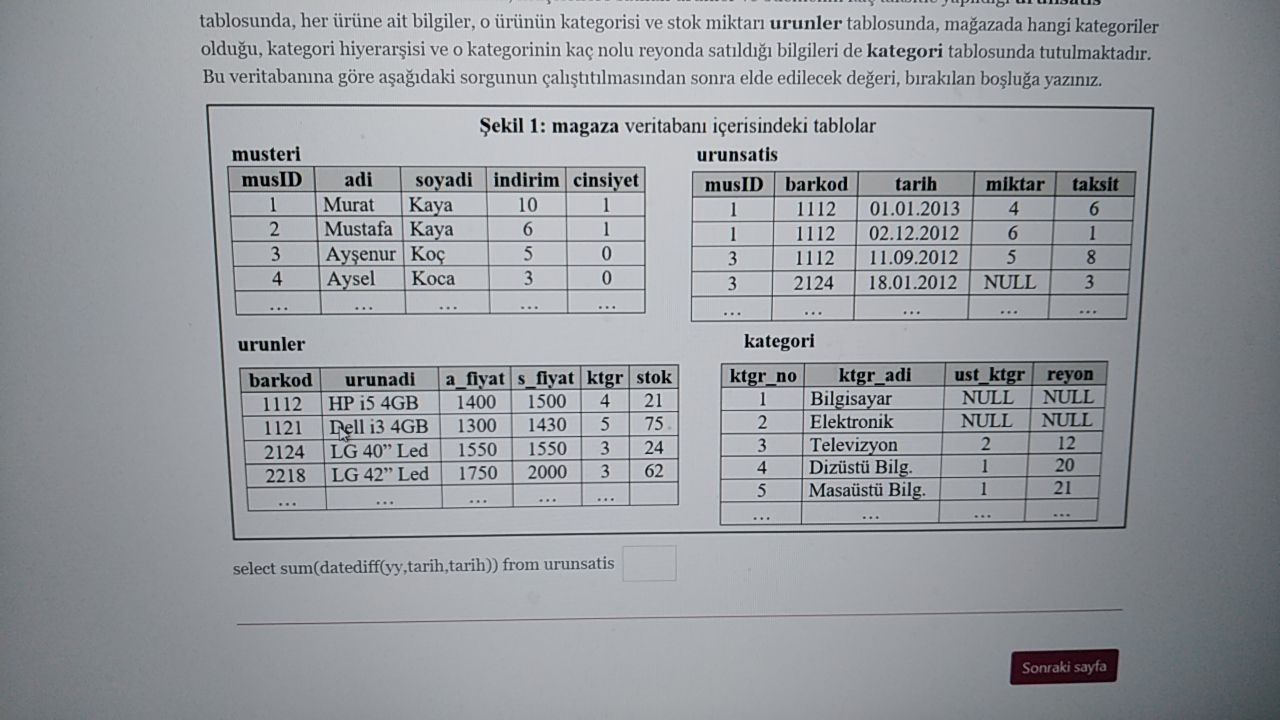 urunsatis
tablosunda, her ürüne ait bilgiler, o ürünün kategorisi ve stok miktarı urunler tablosunda, mağazada hangi kategoriler
olduğu, kategori hiyerarşisi ve o kategorinin kaç nolu reyonda satıldığı bilgileri de kategori tablosunda tutulmaktadır.
Bu veritabanına göre aşağıdaki sorgunun çalıştıtılmasından sonra elde edilecek değeri, bırakılan boşluğa yazınız.
Şekil 1: magaza veritabanı içerisindeki tablolar
musteri
musID adi soyadi indirim cinsiyet
1 Murat Kaya 10 1
2 Mustafa Kaya 6 1
3 Ayşenur Koç 5 0
4 Aysel Koca 3 0
... ... ... ... ...
urunsatis
musID barkod tarih miktar taksit
1 1112 01.01.2013 4 6
1 1112 02.12.2012 6 1
3 1112 11.09.2012 5 8
3 2124 18.01.2012 NULL 3
... ... ... ... ...
urunler
barkod urunadi a_fiyat s_fiyat ktgr stok
1112 HP i5 4GB 1400 1500 4 21
1121 Dell i3 4GB 1300 1430 5 75
2124 LG 40” Led 1550 1550 3 24
2218 LG 42” Led 1750 2000 3 62
... ... ... ... ...
kategori
ktgr_no ktgr_adi ust_ktgr reyon
1 Bilgisayar NULL NULL
2 Elektronik NULL NULL
3 Televizyon 2 12
4 Dizüstü Bilg. 1 20
5 Masaüstü Bilg. 1 21
... ... ... ...
select sum(datediff(yy,tarih,tarih)) from urunsatis
Sonraki sayfa